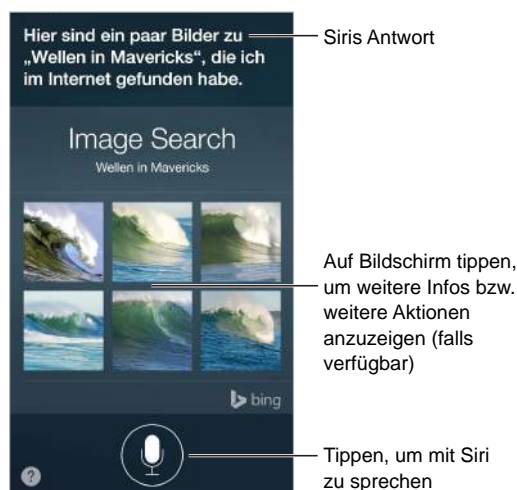 Hier sind ein paar Bilder zu
„Wellen in Mavericks“, die ich
im Internet gefunden habe.
Siris Antwort
Image Search
Wellen in Mavericks
Auf Bildschirm tippen,
um weitere Infos bzw.
weitere Aktionen
anzuzeigen (falls
verfügbar)
bing
?
Tippen, um mit Siri
zu sprechen